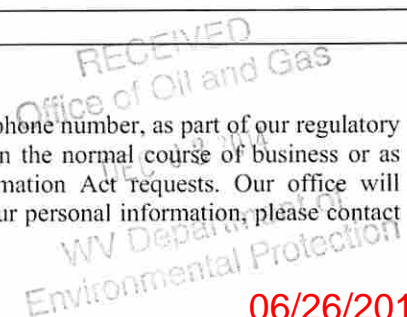 RECEIVED
Office of Oil and Gas
phone number, as part of our regulatory
n the normal course of business or as
DEC 2014
mation Act requests. Our office will
ur personal information, please contact
WV Department of
Environmental Protection
06/26/201